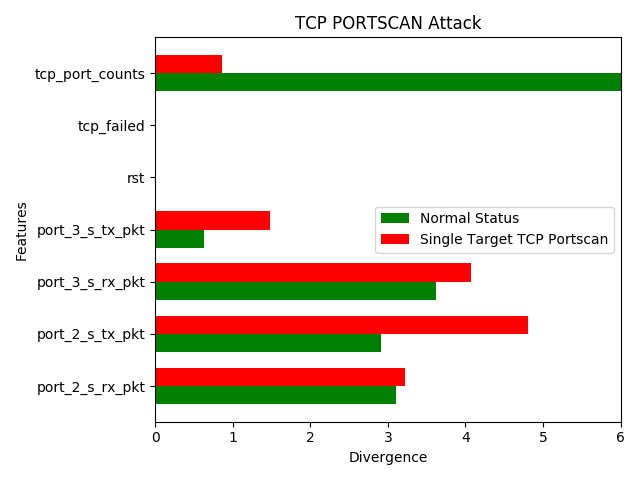 TCP PORTSCAN Attack
tcp_port_counts
tcp_failed
rst
port_3_s_tx_pkt
port_3_s_rx_pkt
port_2_s_tx_pkt
port_2_s_rx_pkt
Features
Normal Status
Single Target TCP Portscan
0 1 2 3 4 5 6
Divergence